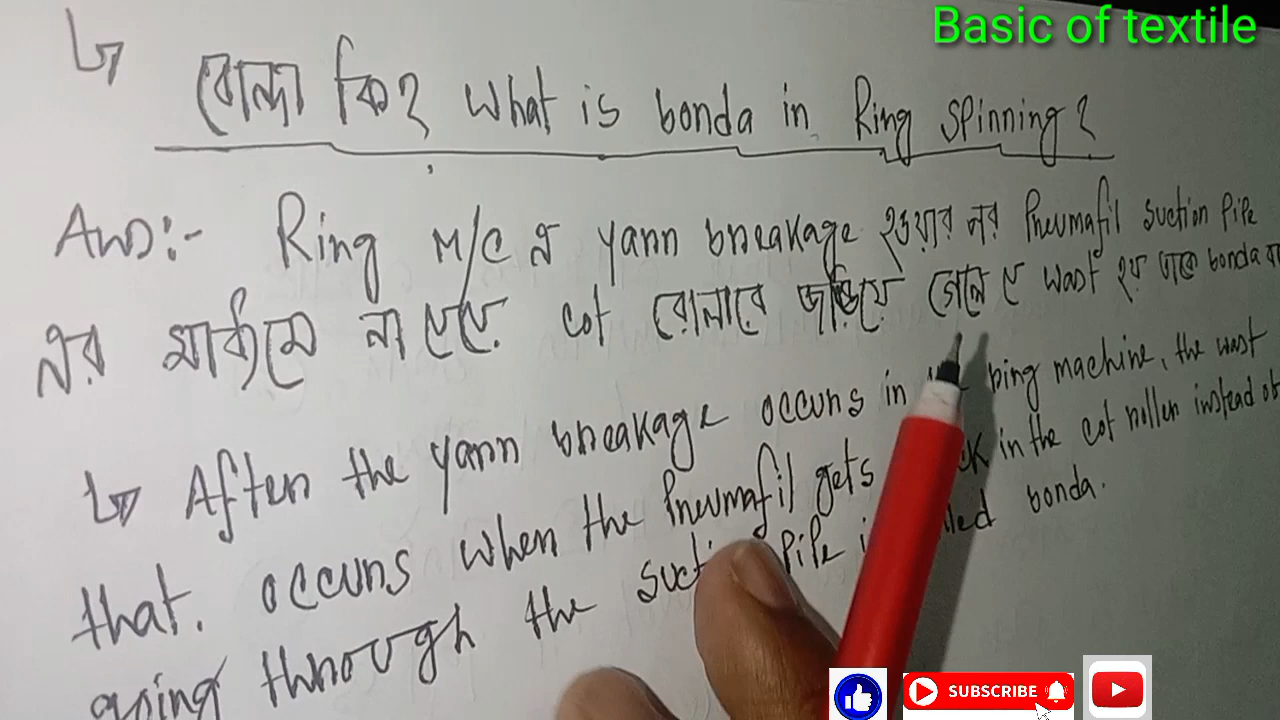 Basic of textile
বোন্দা কি? What is bonda in Ring spinning?
Ans:- Ring M/C এ yarn breakage হওয়ার পর Pneumafil suction pipe
এর মাধ্যমে না যেয়ে cot রোলারে জড়িয়ে গেলে যে wast হয় তাকে bonda
After the yarn breakage occurs in ring machine, the wast
that. occurs when the Pneumafil gets in the cot roller instead of
going through the suction pipe bonda.
SUBSCRIBE